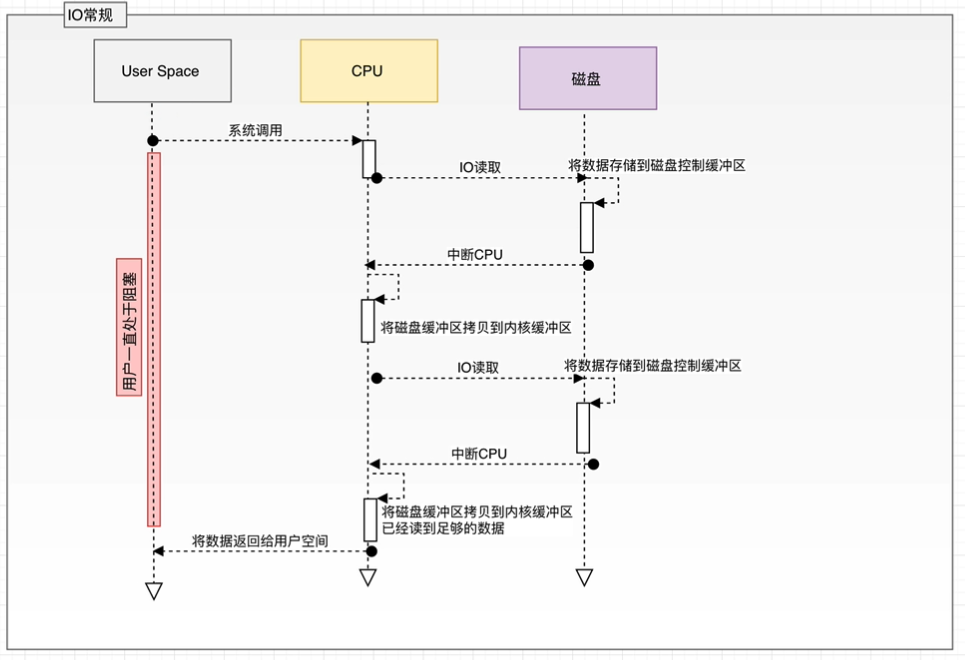 IO常规
User Space
CPU
磁盘
系统调用
IO读取
将数据存储到磁盘控制缓冲区
中断CPU
用户一直处于阻塞
将磁盘缓冲区拷贝到内核缓冲区
IO读取
将数据存储到磁盘控制缓冲区
中断CPU
将磁盘缓冲区拷贝到内核缓冲区
已经读到足够的数据
将数据返回给用户空间